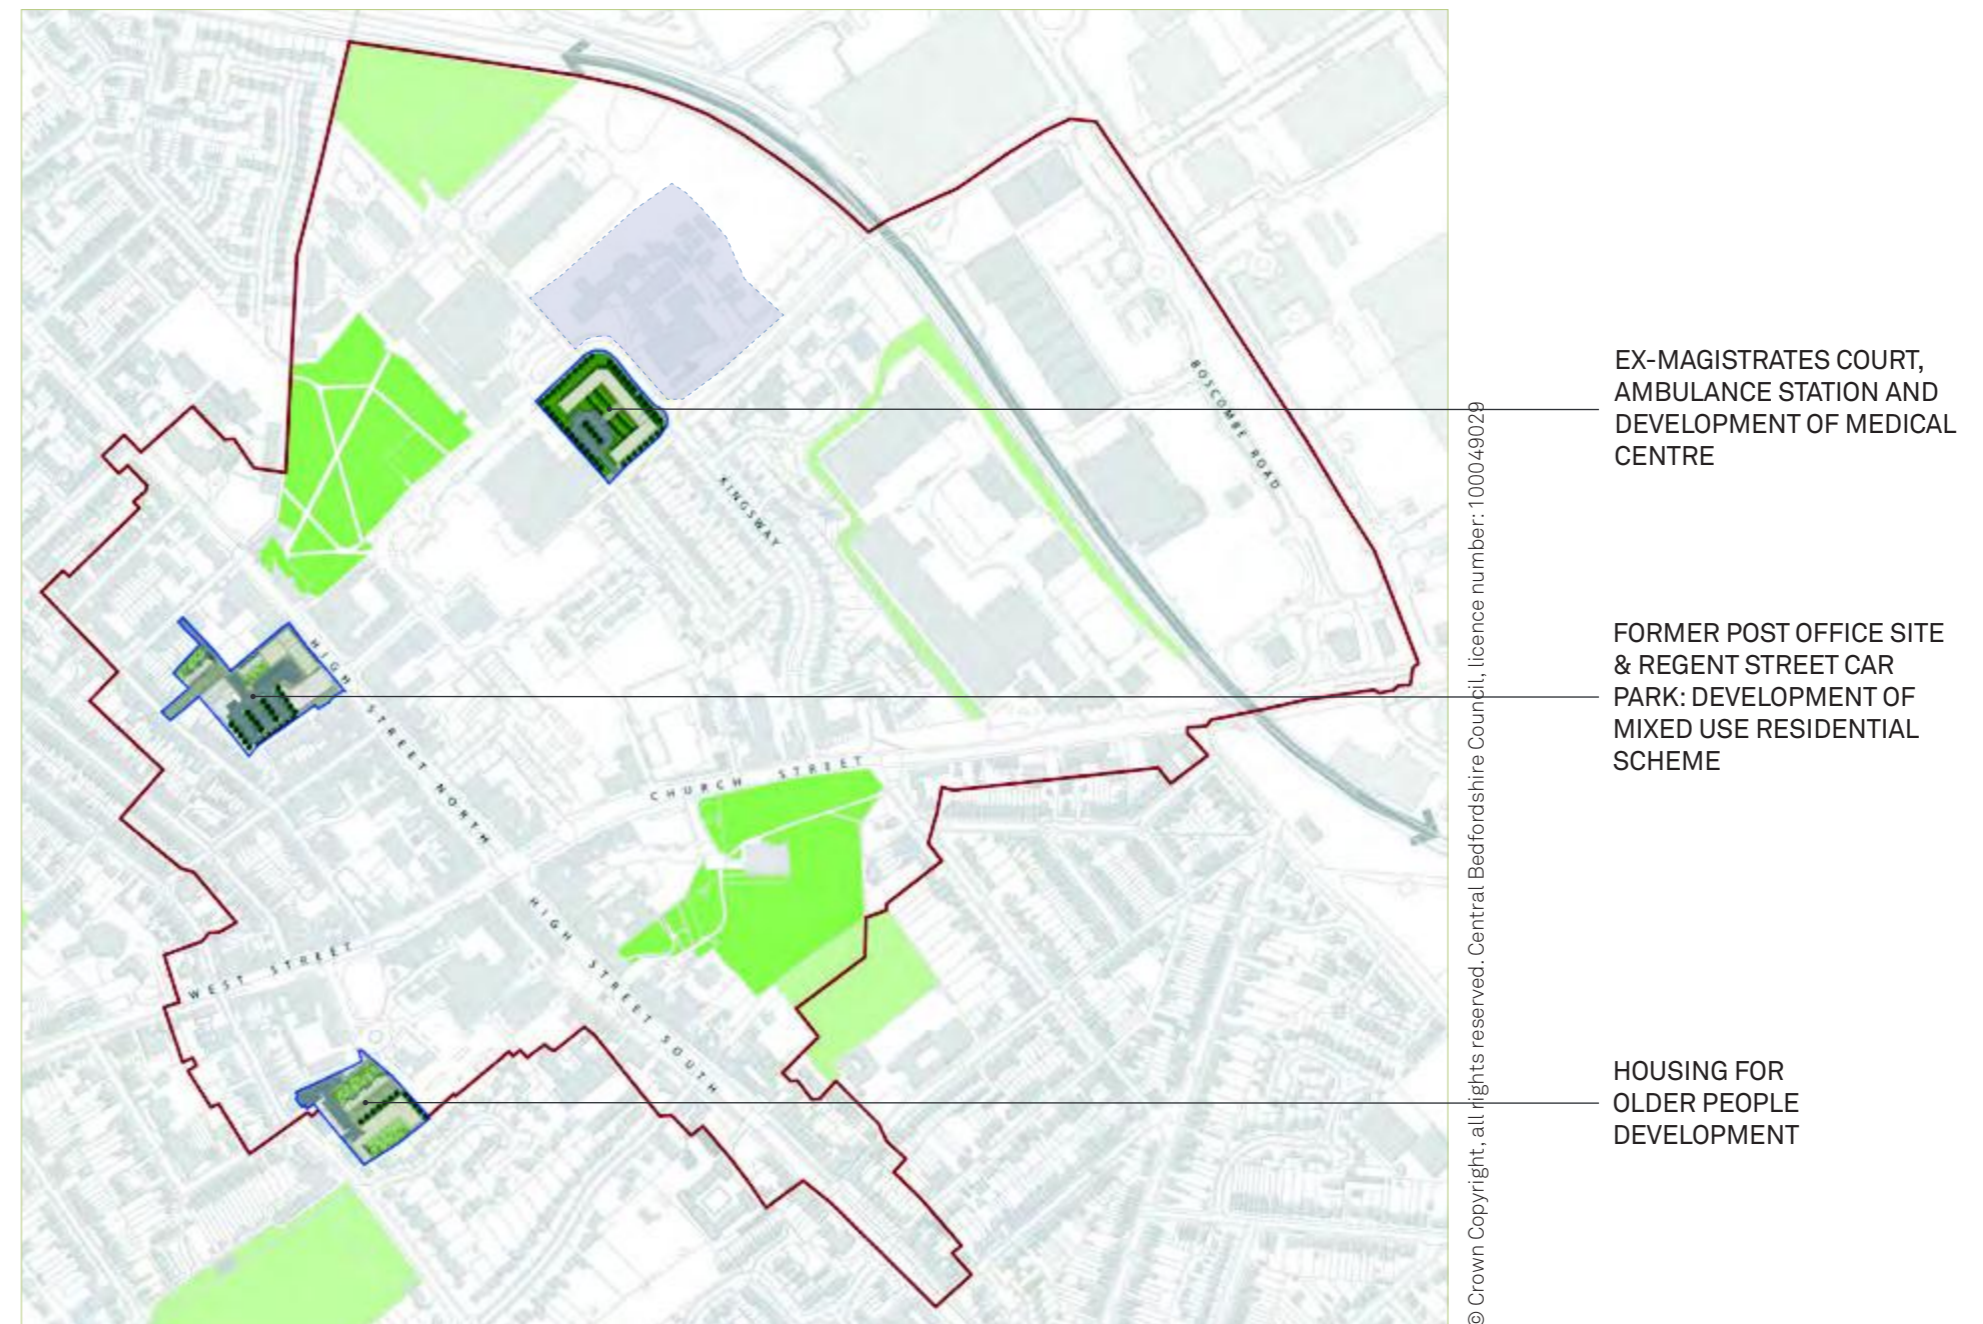 BOSCOMBE ROAD
KINGSWAY
HIGH STREET NORTH
CHURCH STREET
HIGH STREET SOUTH
WEST STREET
© Crown Copyright, all rights reserved. Central Bedfordshire Council, licence number: 100049029
EX-MAGISTRATES COURT,
AMBULANCE STATION AND
DEVELOPMENT OF MEDICAL
CENTRE
FORMER POST OFFICE SITE
& REGENT STREET CAR
PARK: DEVELOPMENT OF
MIXED USE RESIDENTIAL
SCHEME
HOUSING FOR
OLDER PEOPLE
DEVELOPMENT